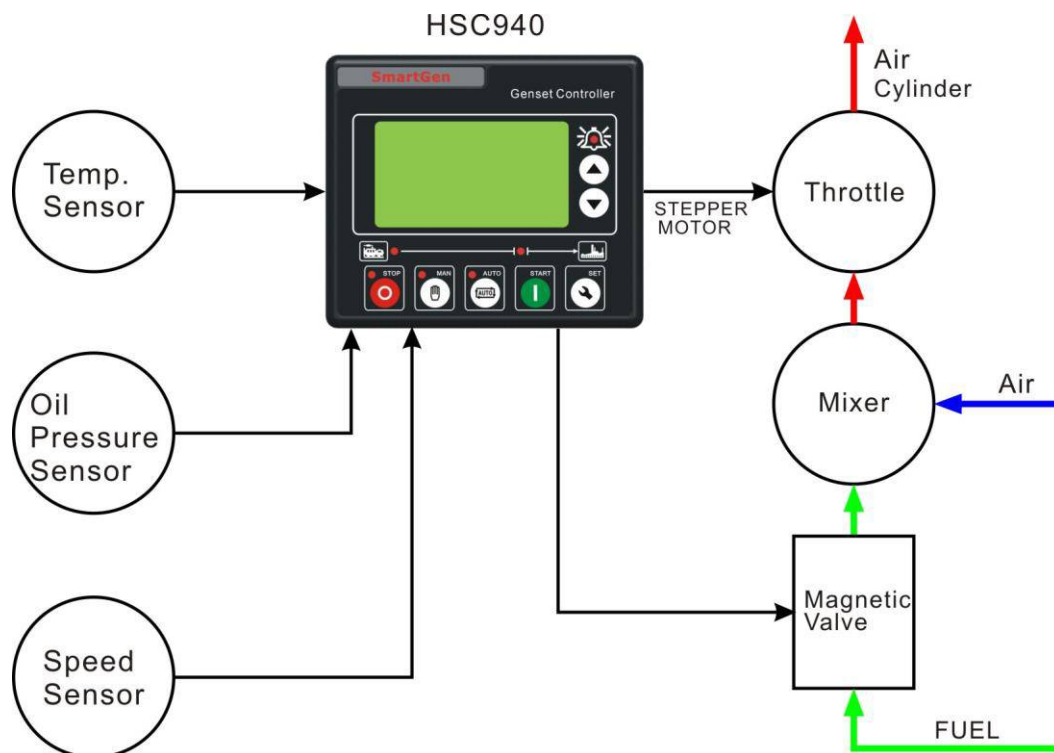 HSC940
SmartGen
Genset Controller
Temp.
Sensor
STEPPER
MOTOR
Air
Cylinder
Throttle
STOP
MAN
AUTO
START
SET
AUTO
Oil
Pressure
Sensor
Mixer
Air
Magnetic
Valve
Speed
Sensor
FUEL